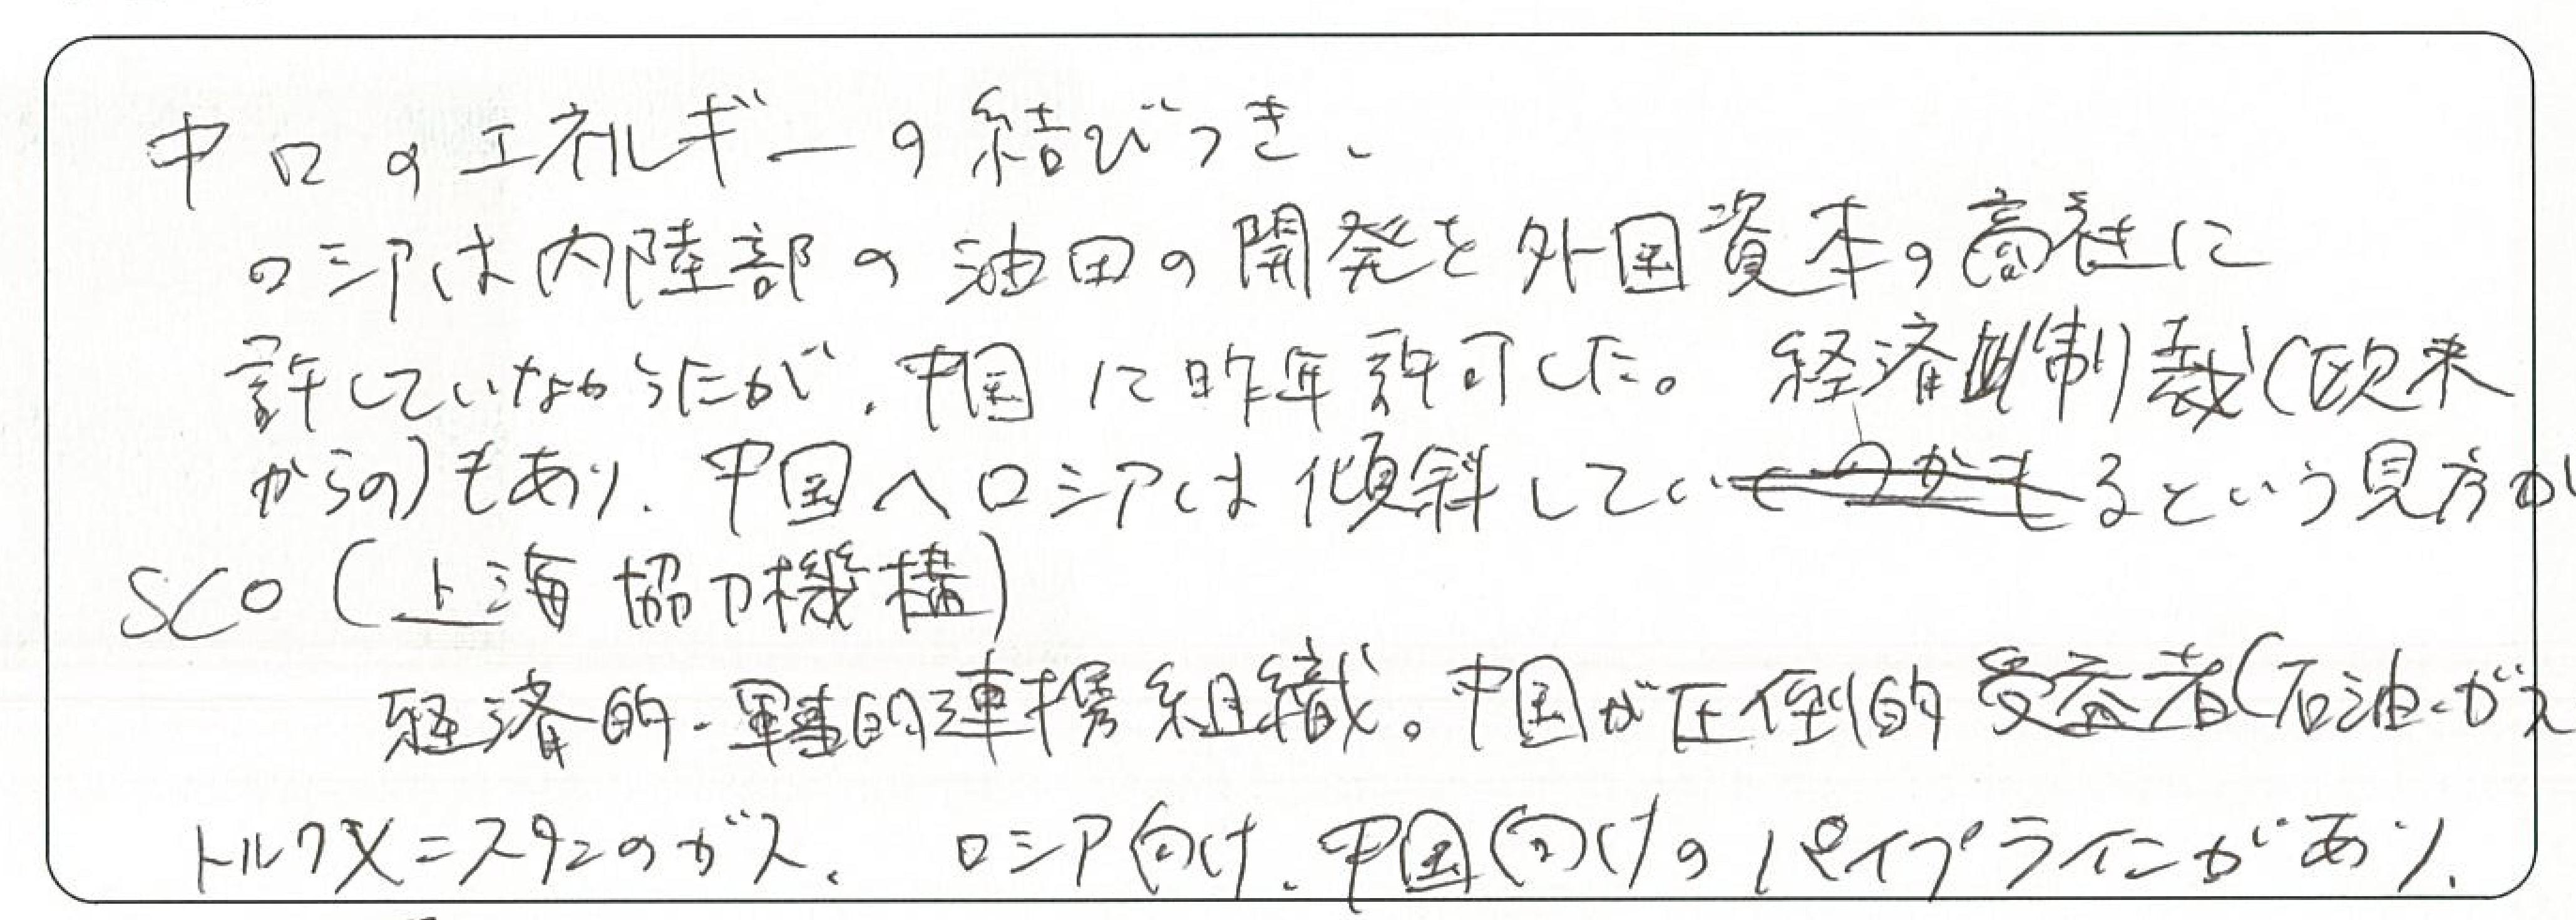 中ロのエネルギーの結びつき、
ロシアは内陸部の油田の開発を外国資本の高進に
許していなかったが、中国に昨年許可した。経済制裁(欧米
からの)もあり、中国へロシアは傾斜しているという見方が
SCO(上海協力機構)
経済的・軍事的連携組織。中国が圧倒的受益者(石油・ガス
トルクメニスタンのガス、ロシア向け、中国向けのパイプラインがあり、